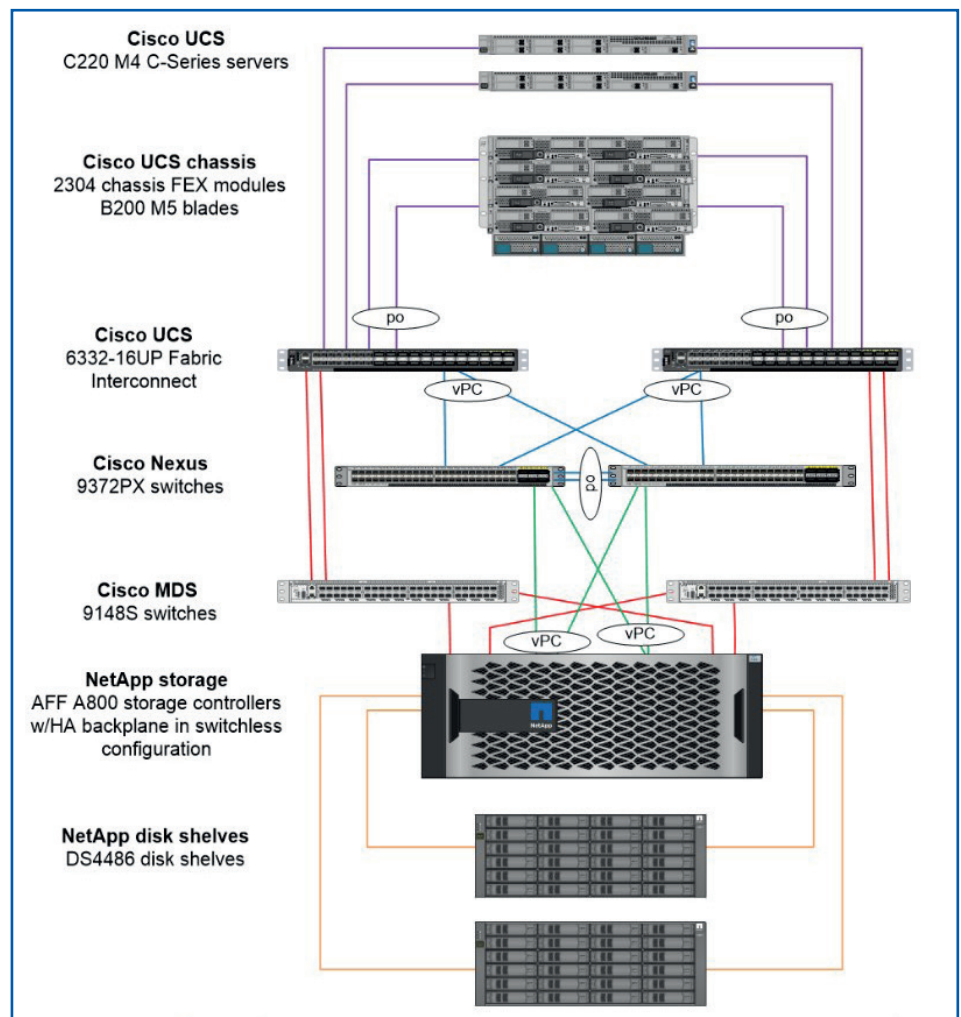 Cisco UCS
C220 M4 C-Series servers
Cisco UCS chassis
2304 chassis FEX modules
B200 M5 blades
po
po
Cisco UCS
6332-16UP Fabric
Interconnect
vPC
vPC
Cisco Nexus
9372PX switches
po
Cisco MDS
9148S switches
vPC
vPC
NetApp storage
AFF A800 storage controllers
w/HA backplane in switchless
configuration
NetApp
NetApp disk shelves
DS4486 disk shelves